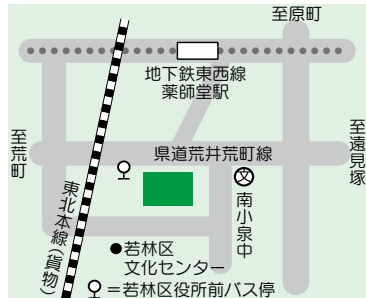 至原町
地下鉄東西線
薬師堂駅
至荒町
県道荒井荒町線
至遠見塚
東北本線(貨物)
文
南小泉中
●若林区
文化センター
=若林区役所前バス停